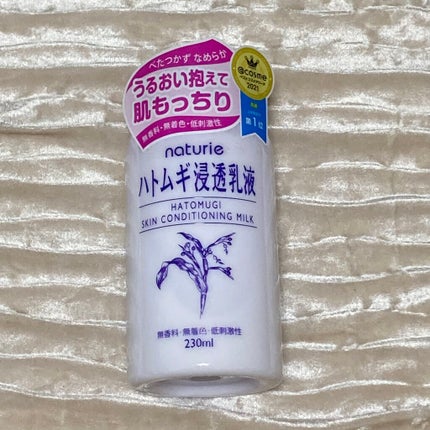 べたつかず なめらか
うるおい抱えて
肌もっちり
無香料・無着色・低刺激性
@cosme
2021
第1位
naturie
ハトムギ浸透乳液
HATOMUGI
SKIN CONDITIONING MILK
無香料・無着色・低刺激性
230ml